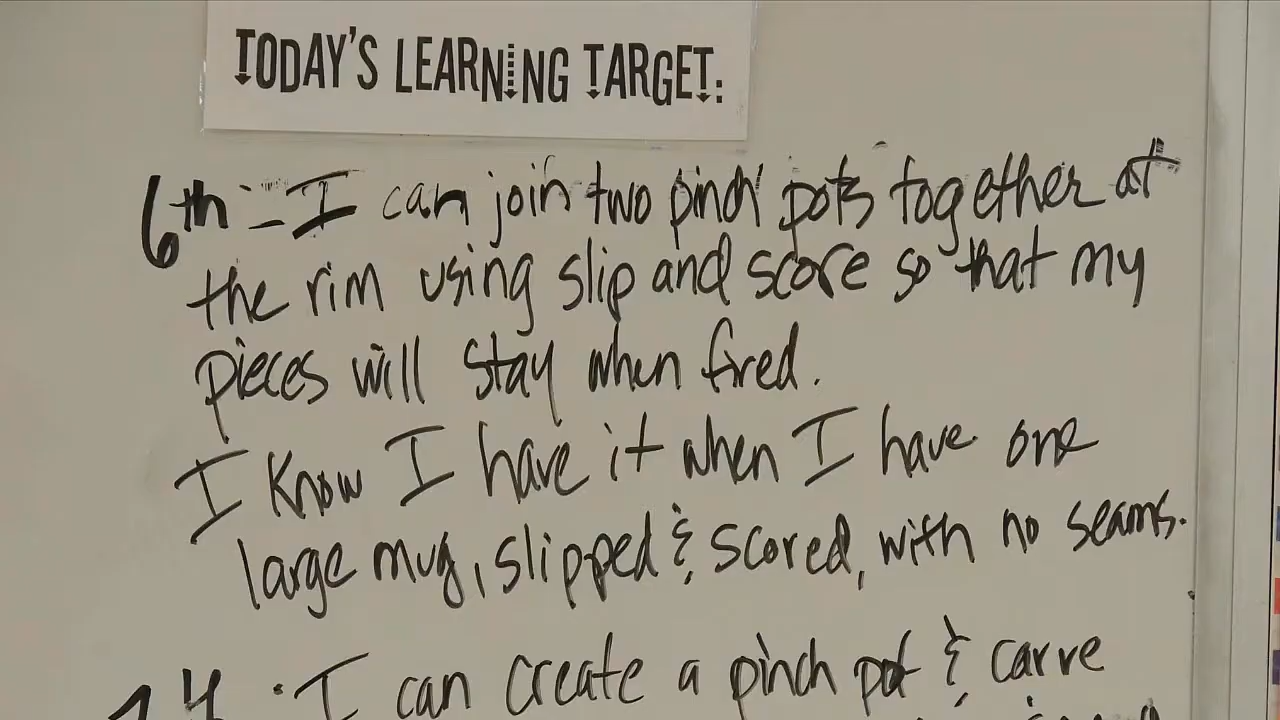 TODAY'S LEARNING TARGET:
6th - I can join two pinch pots together at
the rim using slip and score so that my
pieces will stay when fired.
I know I have it when I have one
large mug, slipped & scored, with no seams.
I can create a pinch pot & carve